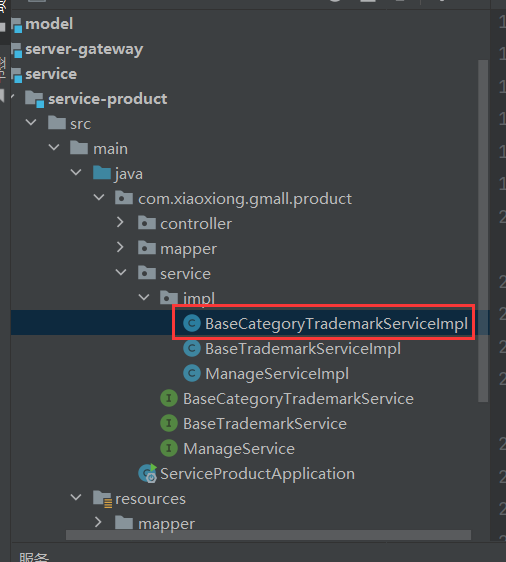 model
server-gateway
service
service-product
src
main
java
com.xiaoxiong.gmall.product
controller
mapper
service
impl
BaseCategoryTrademarkServiceImpl
BaseTrademarkServiceImpl
ManageServiceImpl
BaseCategoryTrademarkService
BaseTrademarkService
ManageService
ServiceProductApplication
resources
mapper
服务